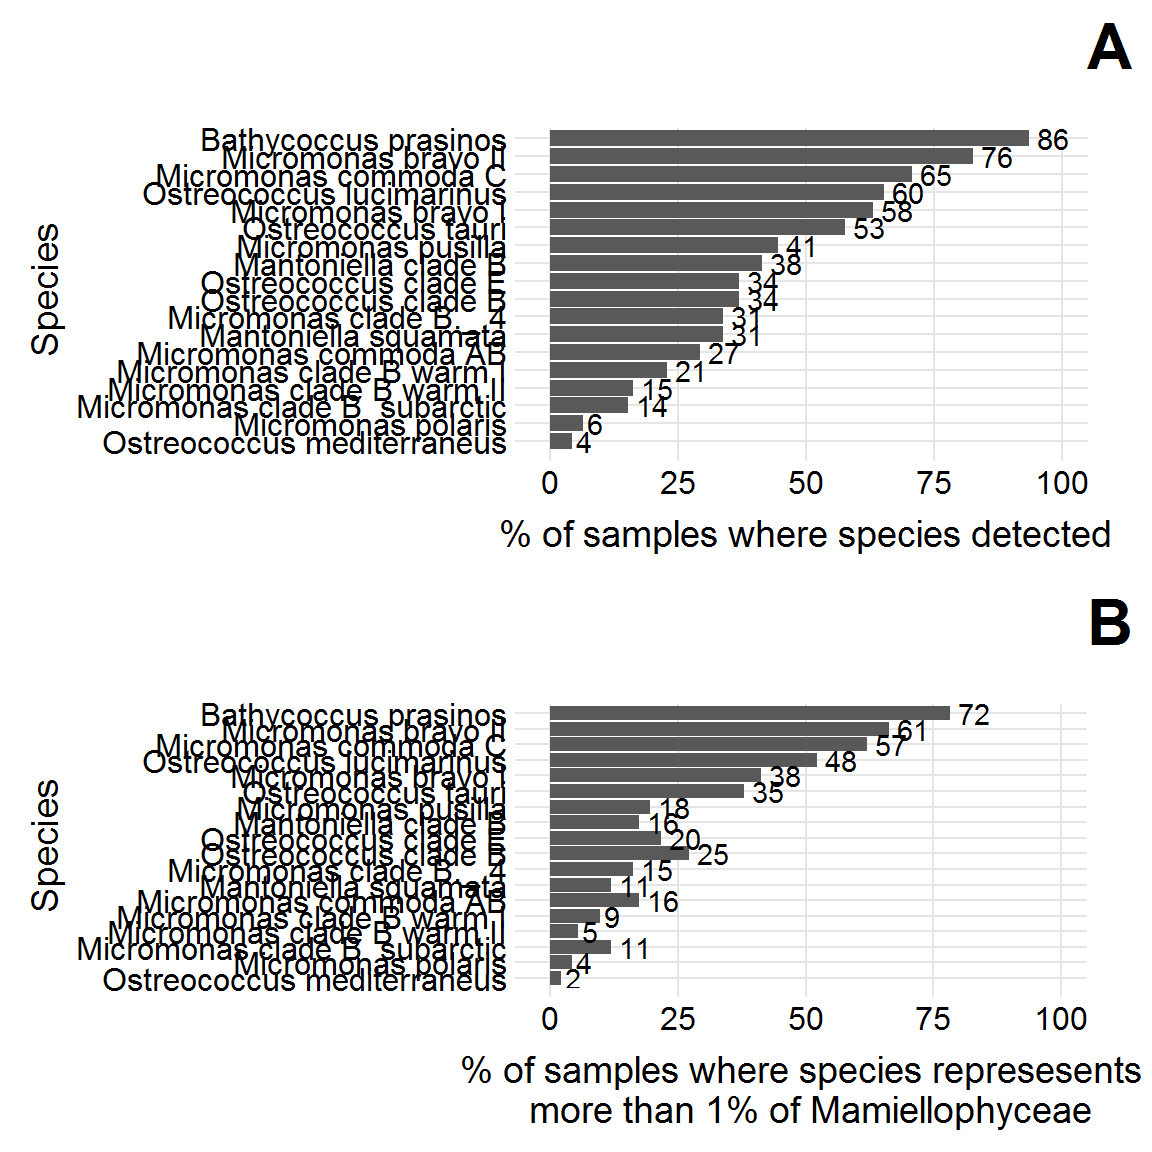 A
Bathycoccus prasinos 86
Micromonas bravo II 76
Micromonas commoda C 65
Ostreococcus lucimarinus 60
Micromonas bravo I 58
Ostreococcus tauri 53
Micromonas pusilla 41
Mantoniella clade B 38
Ostreococcus clade E 34
Ostreococcus clade B 34
Micromonas clade B_._4 31
Mantoniella squamata 31
Micromonas commoda AB 27
Micromonas clade B warm I 21
Micromonas clade B warm II 15
Micromonas clade B_subarctic 14
Micromonas polaris 6
Ostreococcus mediterraneus 4
Species
0 25 50 75 100
% of samples where species detected
B
Bathycoccus prasinos 72
Micromonas bravo II 61
Micromonas commoda C 57
Ostreococcus lucimarinus 48
Micromonas bravo I 38
Ostreococcus tauri 35
Micromonas pusilla 18
Mantoniella clade B 16
Ostreococcus clade E 20
Ostreococcus clade B 25
Micromonas clade B_._4 15
Mantoniella squamata 11
Micromonas commoda AB 16
Micromonas clade B warm I 9
Micromonas clade B warm II 5
Micromonas clade B_subarctic 11
Micromonas polaris 4
Ostreococcus mediterraneus 2
Species
0 25 50 75 100
% of samples where species represesents
more than 1% of Mamiellophyceae